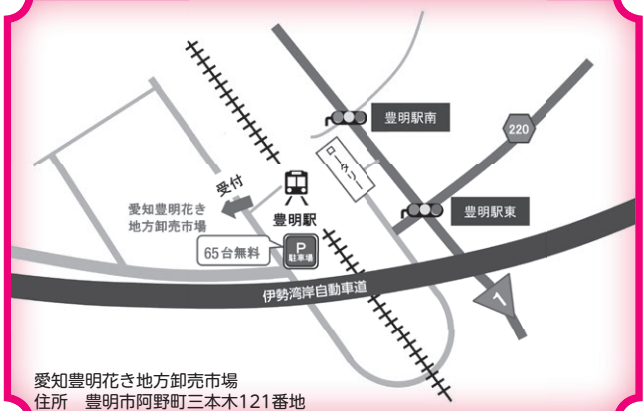 豊明駅南
220
ロータリー
受付
愛知豊明花き
地方卸売市場
豊明駅
豊明駅東
65台無料
P
駐車場
伊勢湾岸自動車道
1
愛知豊明花き地方卸売市場
住所　豊明市阿野町三本木121番地